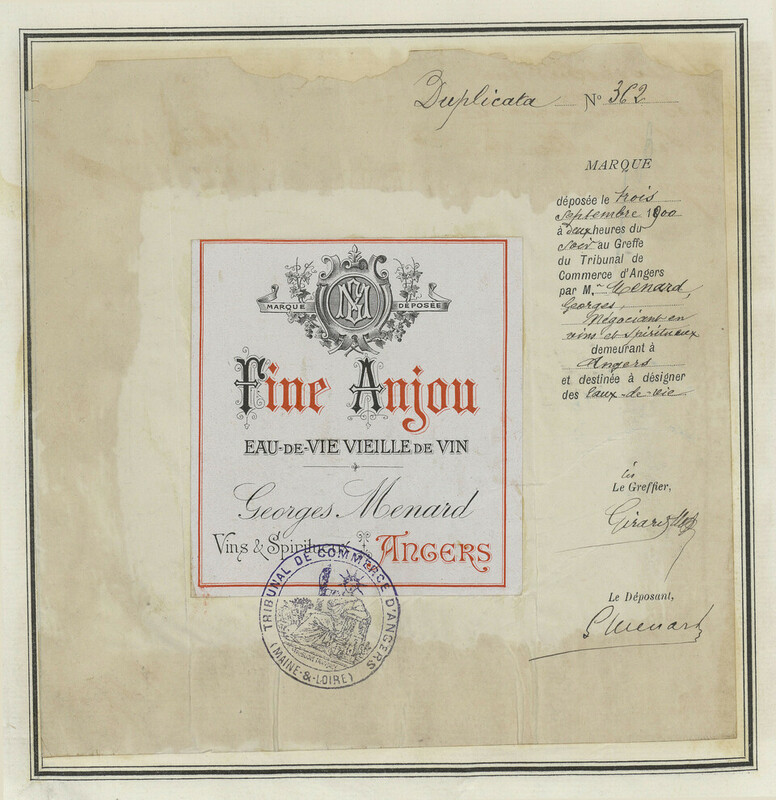 Duplicata N° 362
MARQUE
déposée le trois
septembre 1900
à deux heures du
soir au Greffe
du Tribunal de
Commerce d'Angers
par M. Menard,
Georges,
Négociant en
vins et spiritueux
demeurant à
Angers
et destinée à désigner
des Eaux-de-vie
Le Greffier,
Le Déposant,
G Menard
MARQUE DÉPOSÉE
Fine Anjou
EAU-DE-VIE VIEILLE DE VIN
Georges Menard
Vins & Spiritueux ANGERS
TRIBUNAL DE COMMERCE D'ANGERS
(MAINE-&-LOIRE)